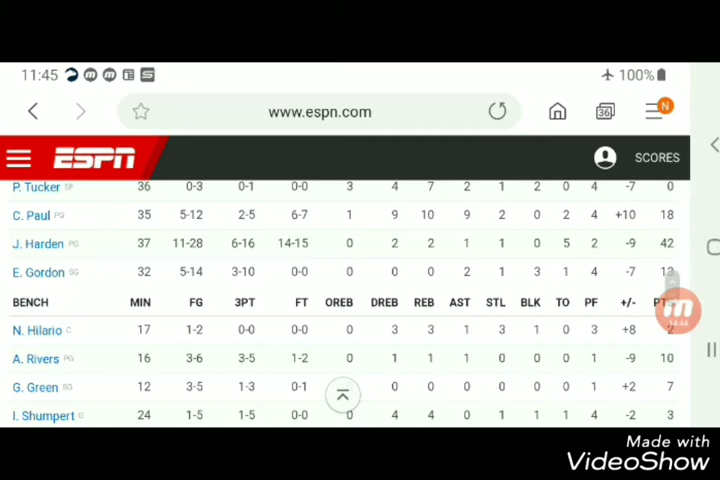 11:45 100%
www.espn.com 36 N
ESPN SCORES
P. Tucker SF 36 0-3 0-1 0-0 3 4 7 2 1 2 0 4 -7 0
C. Paul PG 35 5-12 2-5 6-7 1 9 10 9 2 0 2 4 +10 18
J. Harden PG 37 11-28 6-16 14-15 0 2 2 1 1 0 5 2 -9 42
E. Gordon SG 32 5-14 3-10 0-0 0 0 0 2 1 3 1 4 -7 13
BENCH MIN FG 3PT FT OREB DREB REB AST STL BLK TO PF +/- PTS
14:44
N. Hilario C 17 1-2 0-0 0-0 0 3 3 1 3 1 0 3 +8 2
A. Rivers PG 16 3-6 3-5 1-2 0 1 1 1 0 0 0 1 -9 10
G. Green SG 12 3-5 1-3 0-1 0 0 0 0 0 0 1 +2 7
I. Shumpert G 24 1-5 1-5 0-0 0 4 4 0 1 1 1 4 -2 3
Made with
VideoShow